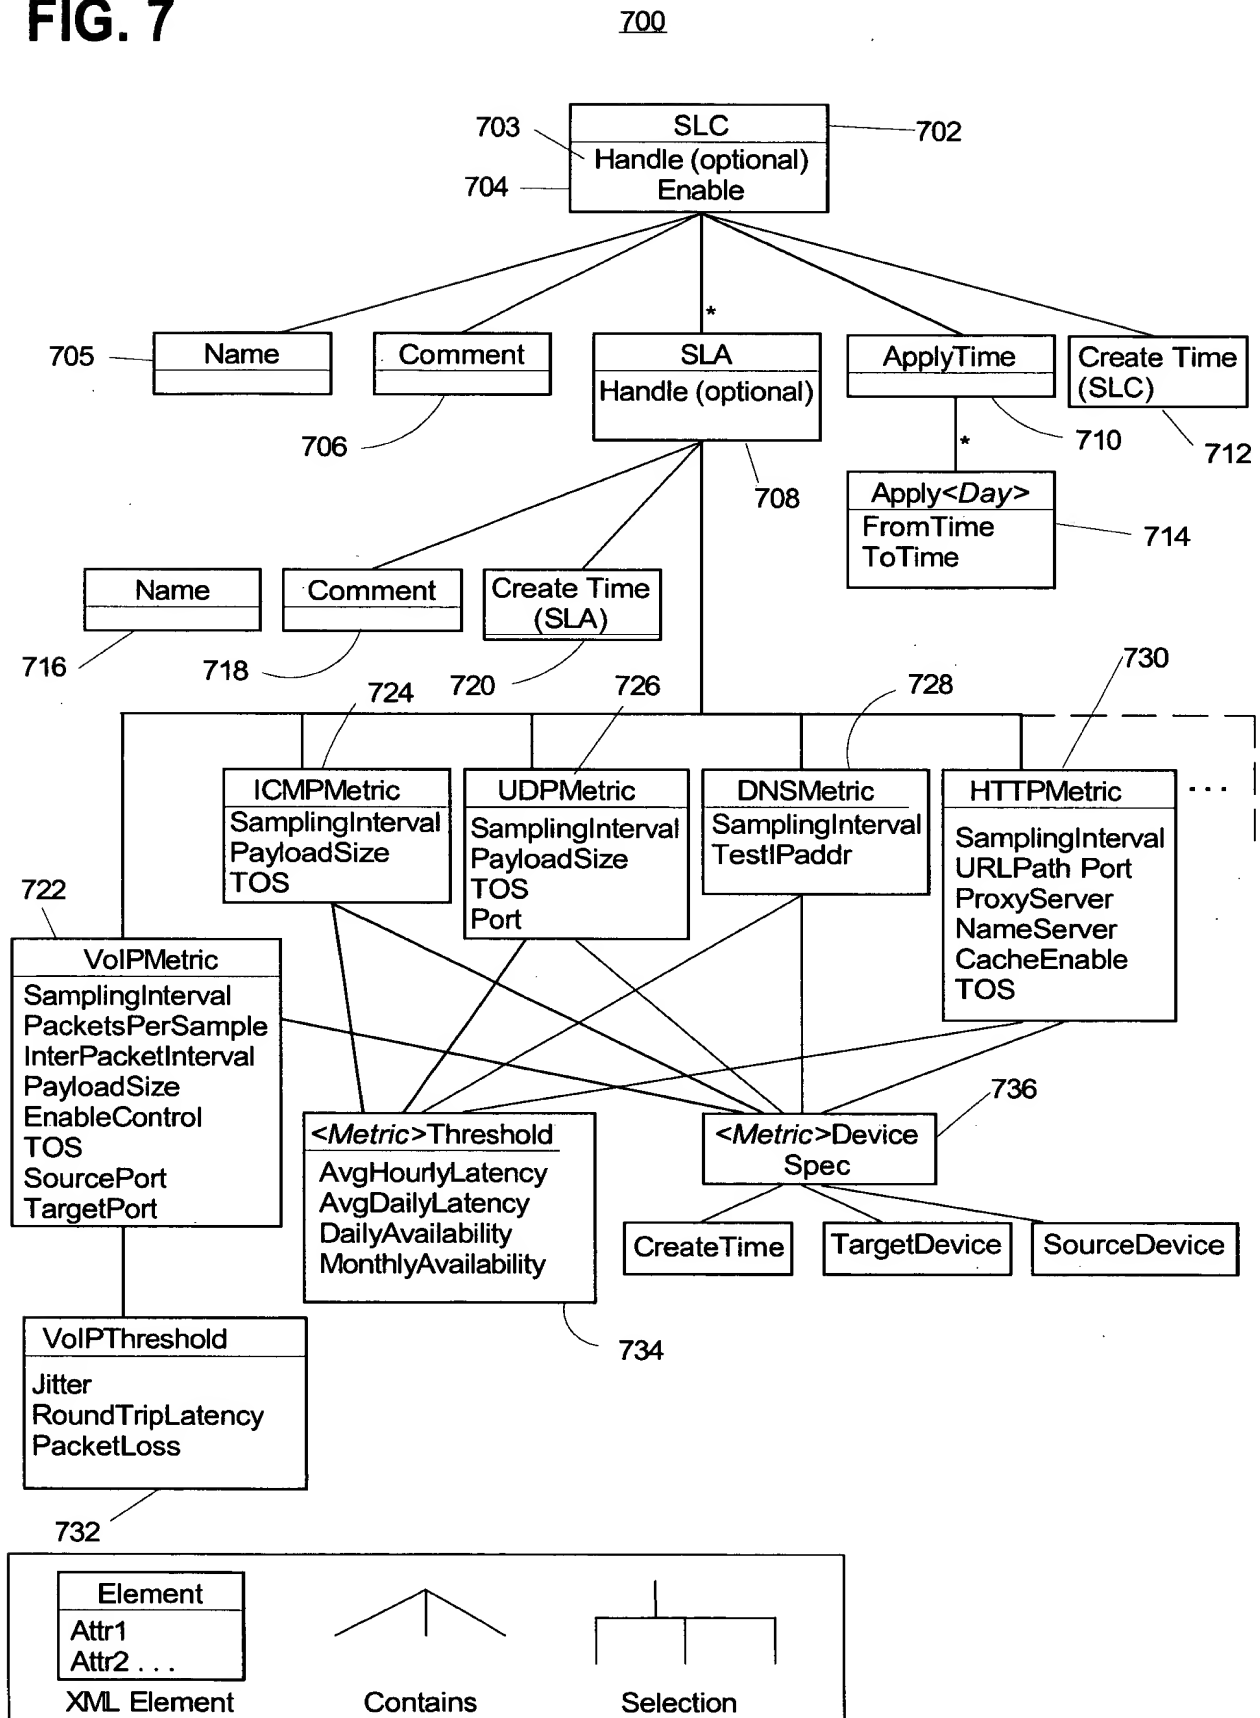 FIG. 7
700
703
SLC
702
Handle (optional)
704
Enable
*
705
Name
Comment
SLA
Handle (optional)
ApplyTime
Create Time
(SLC)
706
708
710
712
*
Apply<Day>
FromTime
ToTime
714
Name
Comment
Create Time
(SLA)
716
718
720
724
726
728
730
ICMPMetric
SamplingInterval
PayloadSize
TOS
UDPMetric
SamplingInterval
PayloadSize
TOS
Port
DNSMetric
SamplingInterval
TestIPaddr
HTTPMetric
SamplingInterval
URLPath Port
ProxyServer
NameServer
CacheEnable
TOS
...
722
VoIPMetric
SamplingInterval
PacketsPerSample
InterPacketInterval
PayloadSize
EnableControl
TOS
SourcePort
TargetPort
<Metric>Threshold
AvgHourlyLatency
AvgDailyLatency
DailyAvailability
MonthlyAvailability
734
<Metric>Device
Spec
736
CreateTime
TargetDevice
SourceDevice
VoIPThreshold
Jitter
RoundTripLatency
PacketLoss
732
Element
Attr1
Attr2 . . .
XML Element
Contains
Selection